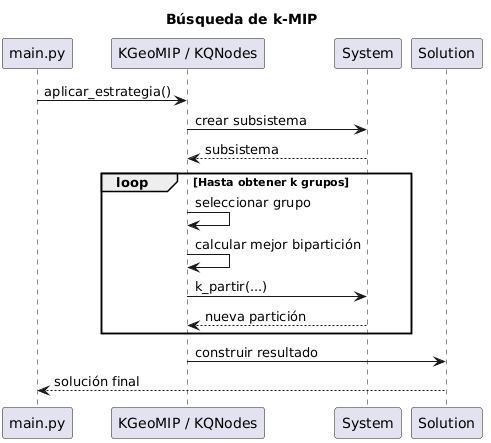 Búsqueda de k-MIP
main.py KGeoMIP / KQNodes System Solution
aplicar_estrategia()
crear subsistema
subsistema
loop [Hasta obtener k grupos]
seleccionar grupo
calcular mejor bipartición
k_partir(...)
nueva partición
construir resultado
solución final
main.py KGeoMIP / KQNodes System Solution